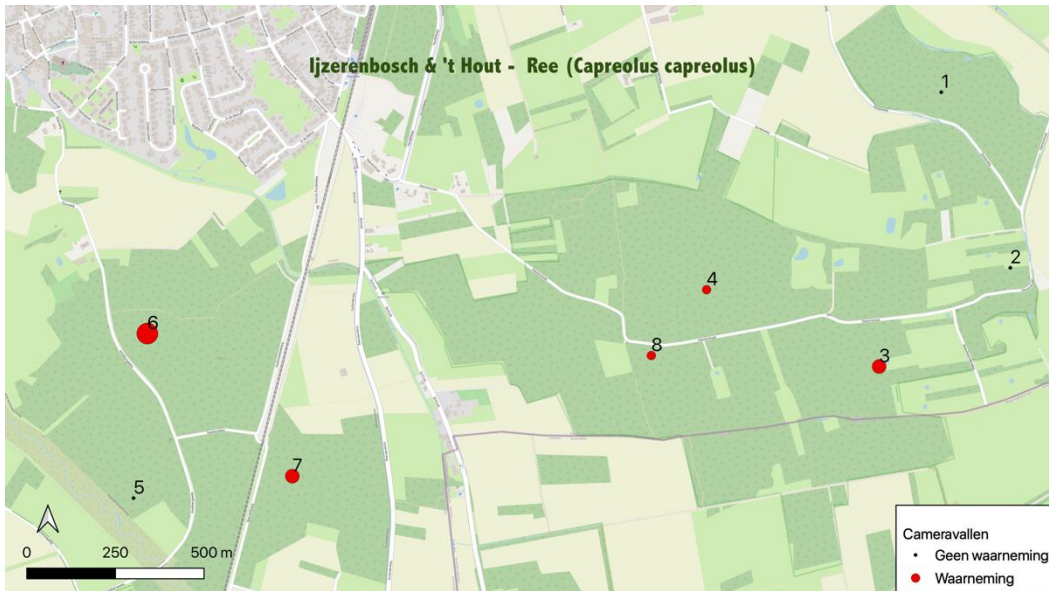 Ijzerenbosch & 't Hout - Ree (Capreolus capreolus)
1
2
4
6
8
3
7
5
0 250 500 m
Cameravallen
Geen waarneming
Waarneming